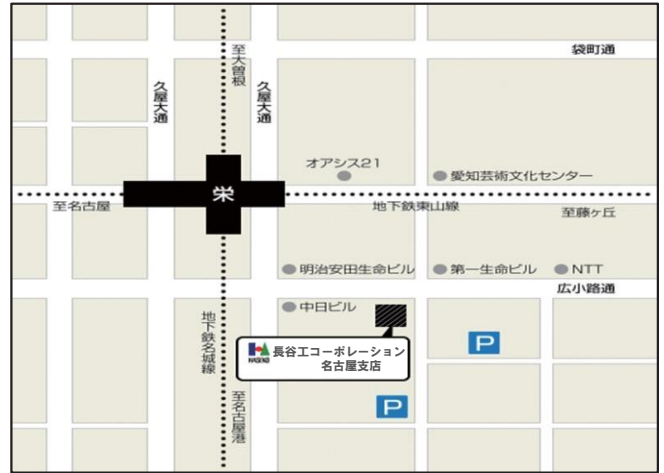 袋町通
至大曽根
久屋大通
久屋大通
オアシス21
愛知芸術文化センター
栄
至名古屋
地下鉄東山線
至藤ヶ丘
明治安田生命ビル
第一生命ビル
NTT
広小路通
中日ビル
地下鉄名城線
P
HASEKO
長谷工コーポレーション
名古屋支店
至名古屋港
P